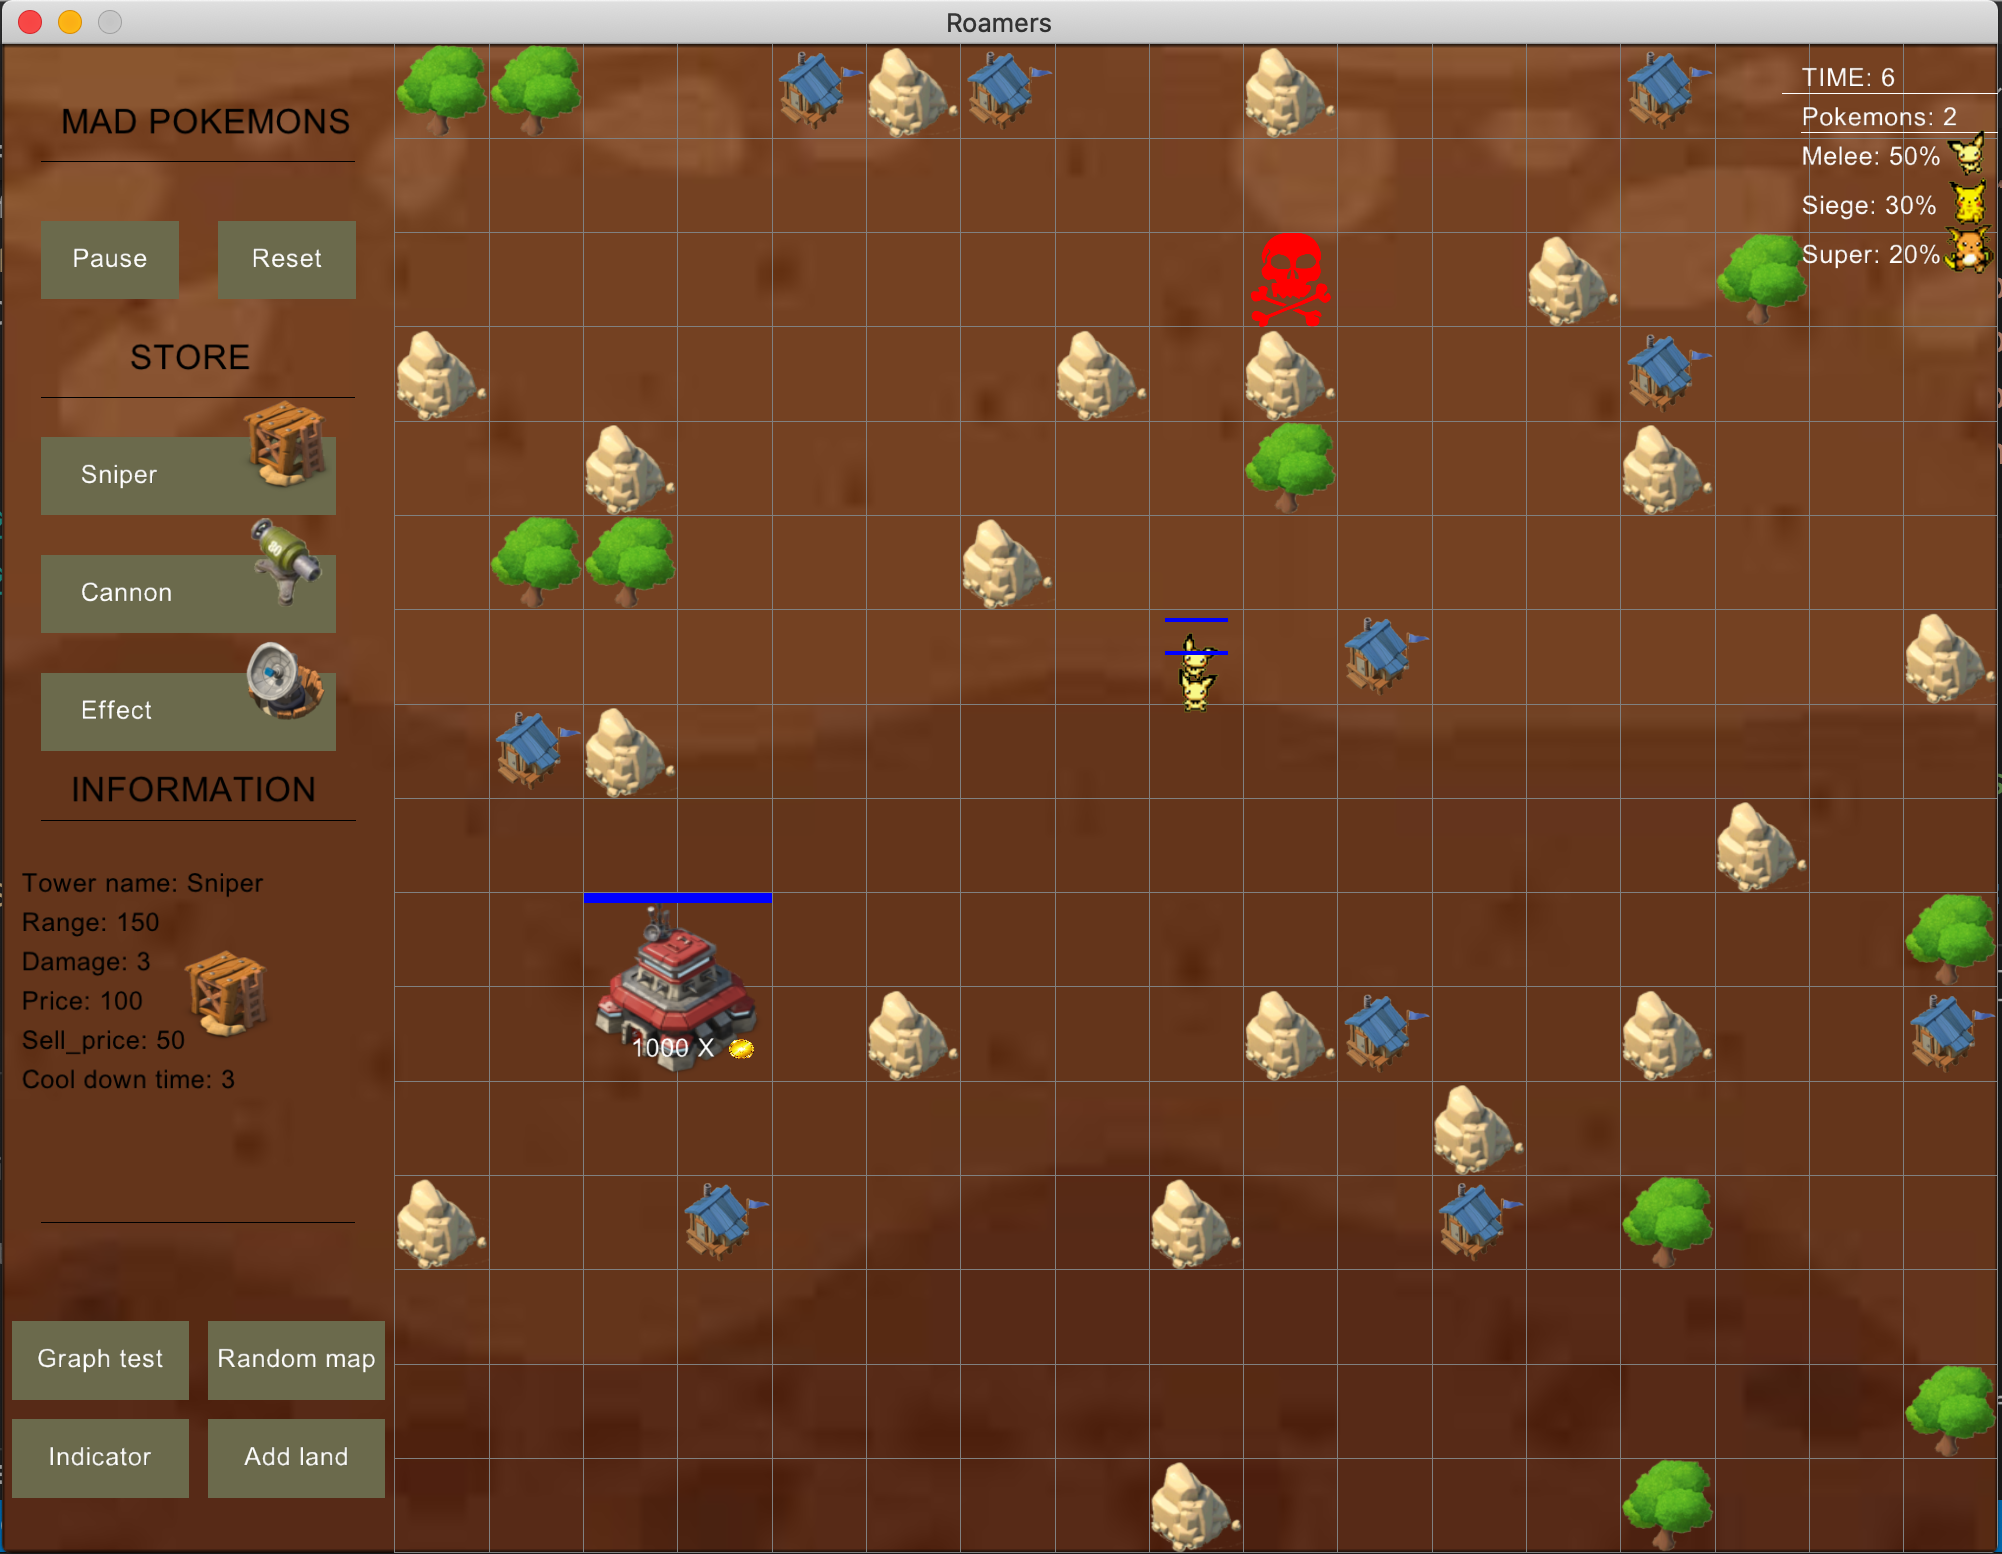 Roamers
MAD POKEMONS
Pause
Reset
STORE
Sniper
Cannon
80
Effect
INFORMATION
Tower name: Sniper
Range: 150
Damage: 3
Price: 100
Sell_price: 50
Cool down time: 3
Graph test
Random map
Indicator
Add land
1000 X
TIME: 6
Pokemons: 2
Melee: 50%
Siege: 30%
Super: 20%